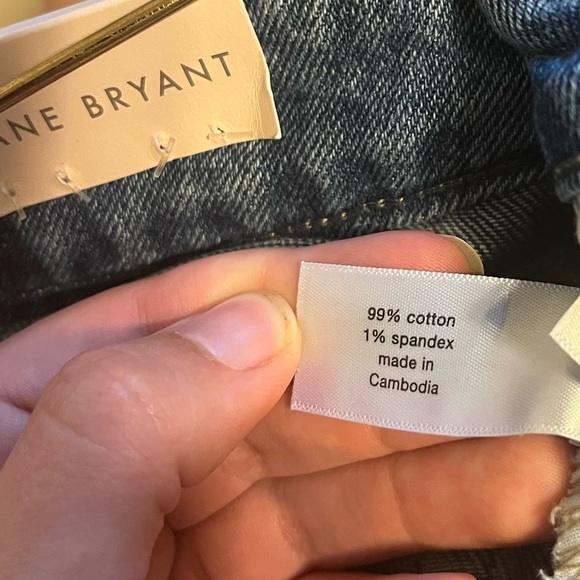 ANE BRYANT
99% cotton
1% spandex
made in
Cambodia